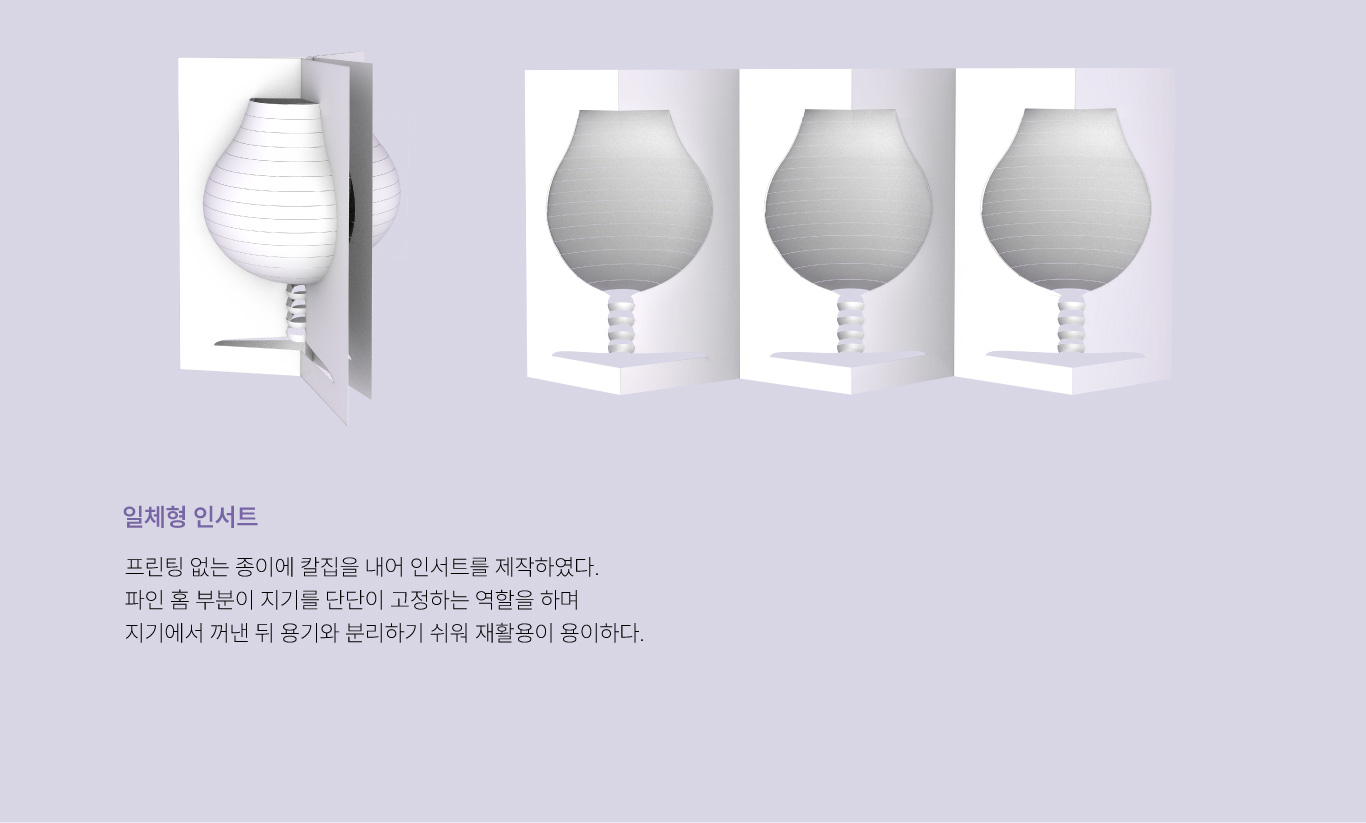 일체형 인서트
프린팅 없는 종이에 칼집을 내어 인서트를 제작하였다.
파인 홈 부분이 지기를 단단이 고정하는 역할을 하며
지기에서 꺼낸 뒤 용기와 분리하기 쉬워 재활용이 용이하다.